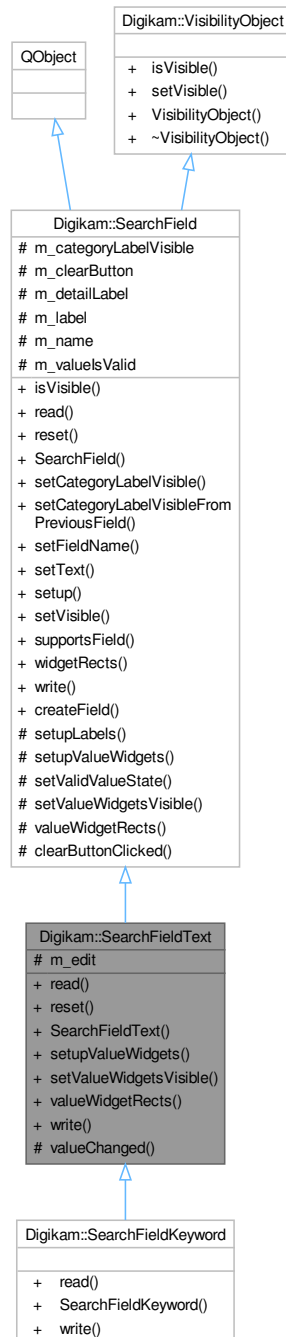 Digikam::VisibilityObject
+ isVisible()
+ setVisible()
+ VisibilityObject()
+ ~VisibilityObject()
QObject
Digikam::SearchField
# m_categoryLabelVisible
# m_clearButton
# m_detailLabel
# m_label
# m_name
# m_valueIsValid
+ isVisible()
+ read()
+ reset()
+ SearchField()
+ setCategoryLabelVisible()
+ setCategoryLabelVisibleFrom
PreviousField()
+ setFieldName()
+ setText()
+ setup()
+ setVisible()
+ supportsField()
+ widgetRects()
+ write()
+ createField()
# setupLabels()
# setupValueWidgets()
# setValidValueState()
# setValueWidgetsVisible()
# valueWidgetRects()
# clearButtonClicked()
Digikam::SearchFieldText
# m_edit
+ read()
+ reset()
+ SearchFieldText()
+ setupValueWidgets()
+ setValueWidgetsVisible()
+ valueWidgetRects()
+ write()
# valueChanged()
Digikam::SearchFieldKeyword
+ read()
+ SearchFieldKeyword()
+ write()